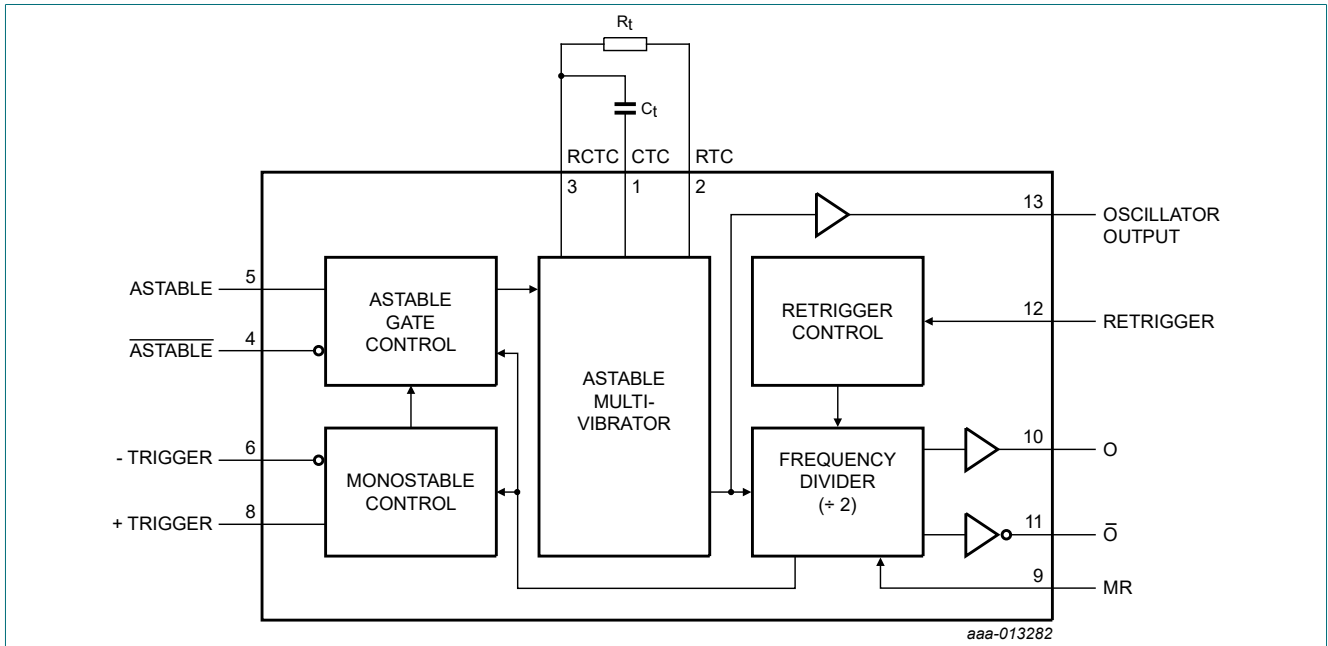 Rt
Ct
RCTC CTC RTC
3 1 2
13
OSCILLATOR
OUTPUT
5
ASTABLE
ASTABLE
GATE
CONTROL
RETRIGGER
CONTROL
12
RETRIGGER
4
A̅S̅T̅A̅B̅L̅E̅
ASTABLE
MULTI-
VIBRATOR
6
- TRIGGER
MONOSTABLE
CONTROL
FREQUENCY
DIVIDER
(÷ 2)
10
O
8
+ TRIGGER
11
O̅
9
MR
aaa-013282